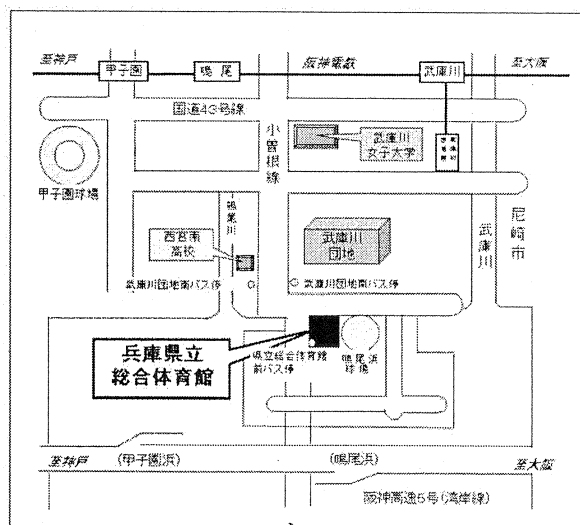 至神戸
甲子園
鳴尾
阪神電鉄
武庫川
至大阪
国道43号線
小曽根線
武庫川
女子大学
甲子園球場
鳴尾川
西宮南
高校
武庫川
団地
武庫川
尼崎市
武庫川団地南バス停
武庫川団地南バス停
兵庫県立
総合体育館
県立総合体育館
前バス停
鳴尾浜
球場
至神戸
(甲子園浜)
(鳴尾浜)
至大阪
阪神高速5号(湾岸線)